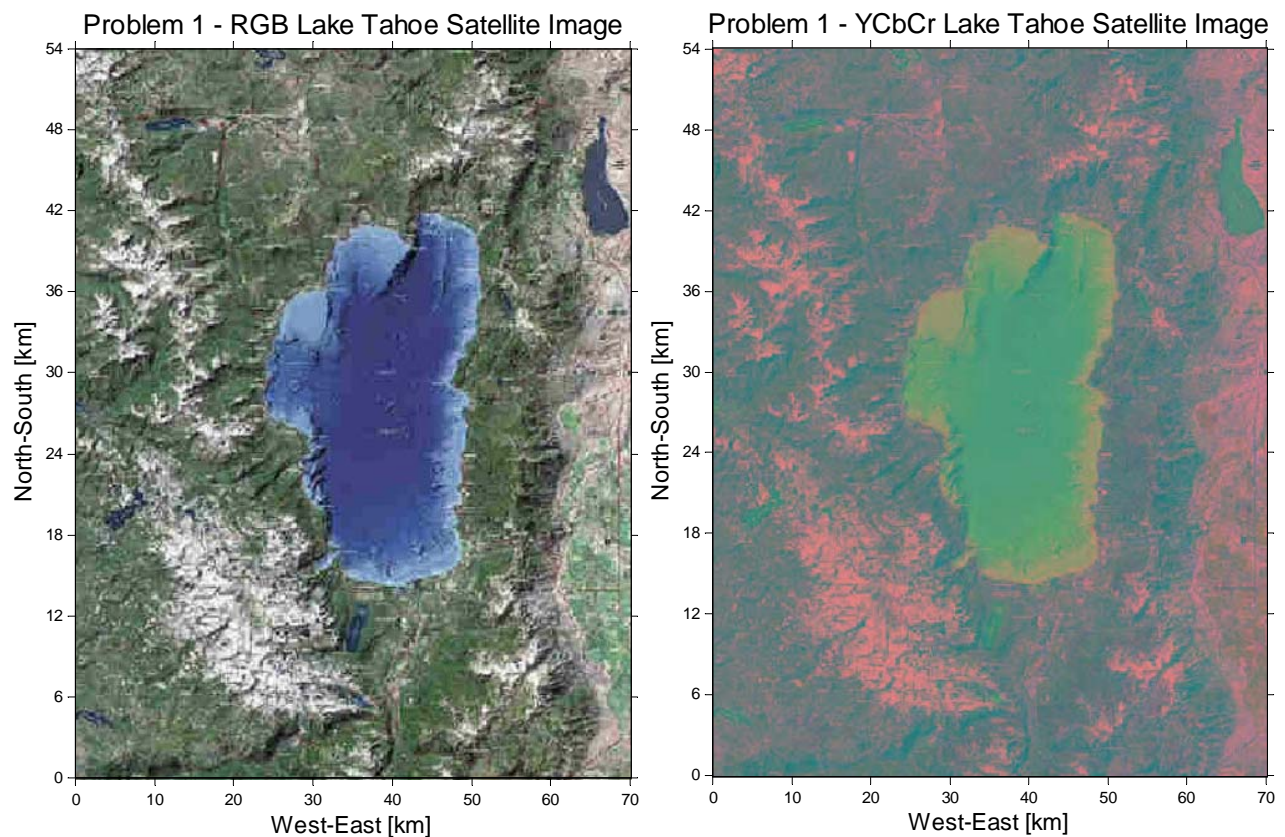 Problem 1 - RGB Lake Tahoe Satellite Image
54
48
42
36
30
24
18
12
6
0
North-South [km]
0 10 20 30 40 50 60 70
West-East [km]
Problem 1 - YCbCr Lake Tahoe Satellite Image
54
48
42
36
30
24
18
12
6
0
North-South [km]
0 10 20 30 40 50 60 70
West-East [km]